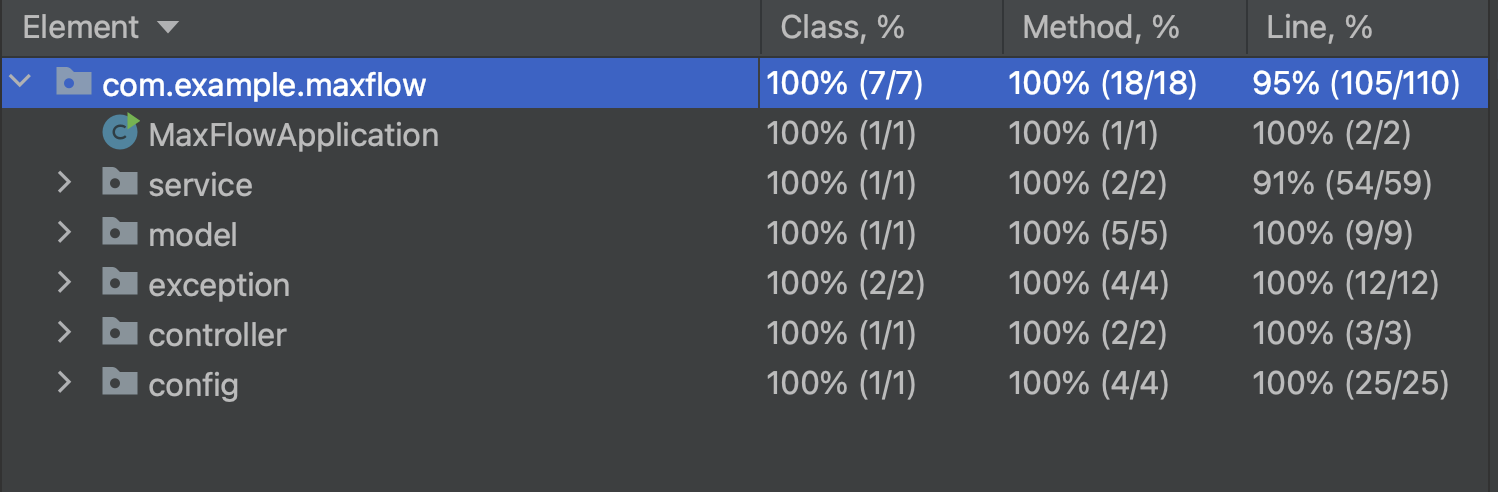 Element Class, % Method, % Line, %
com.example.maxflow 100% (7/7) 100% (18/18) 95% (105/110)
C MaxFlowApplication 100% (1/1) 100% (1/1) 100% (2/2)
service 100% (1/1) 100% (2/2) 91% (54/59)
model 100% (1/1) 100% (5/5) 100% (9/9)
exception 100% (2/2) 100% (4/4) 100% (12/12)
controller 100% (1/1) 100% (2/2) 100% (3/3)
config 100% (1/1) 100% (4/4) 100% (25/25)